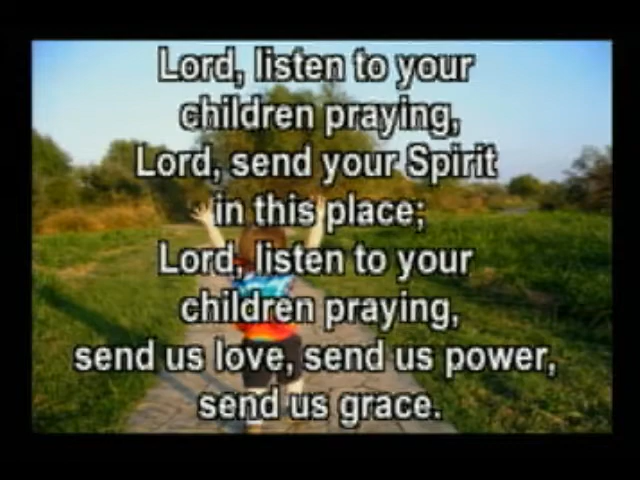 Lord, listen to your
children praying,
Lord, send your Spirit
in this place;
Lord, listen to your
children praying,
send us love, send us power,
send us grace.